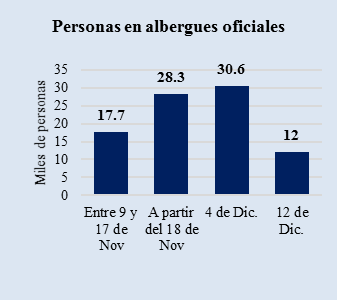 Personas en albergues oficiales
Miles de personas
35
30
25
20
15
10
5
0
17.7
28.3
30.6
12
Entre 9 y
17 de
Nov
A partir
del 18 de
Nov
4 de Dic.
12 de
Dic.